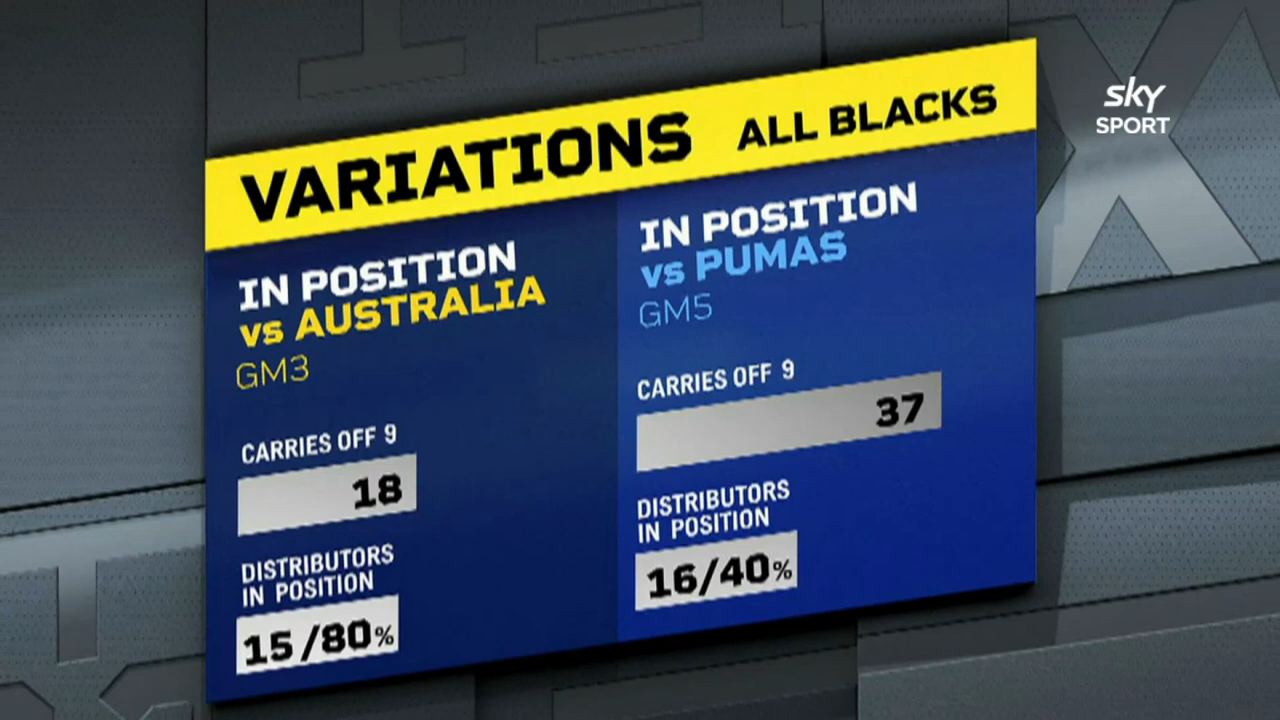 VARIATIONS ALL BLACKS
sky
SPORT
IN POSITION
vs AUSTRALIA
GM3
CARRIES OFF 9
18
DISTRIBUTORS
IN POSITION
15/80%
IN POSITION
vs PUMAS
GM5
CARRIES OFF 9
37
DISTRIBUTORS
IN POSITION
16/40%